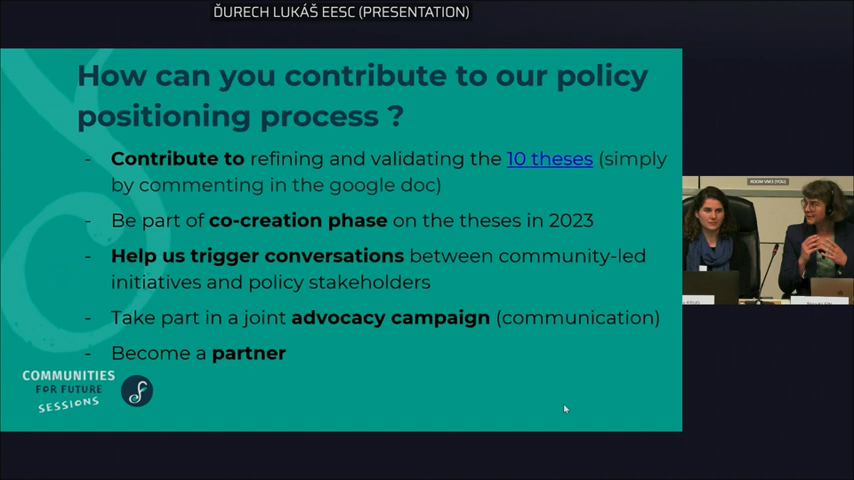 ĎURECH LUKÁŠ EESC (PRESENTATION)
How can you contribute to our policy
positioning process ?
- Contribute to refining and validating the 10 theses (simply
by commenting in the google doc)
- Be part of co-creation phase on the theses in 2023
- Help us trigger conversations between community-led
initiatives and policy stakeholders
- Take part in a joint advocacy campaign (communication)
- Become a partner
COMMUNITIES
FOR FUTURE
SESSIONS